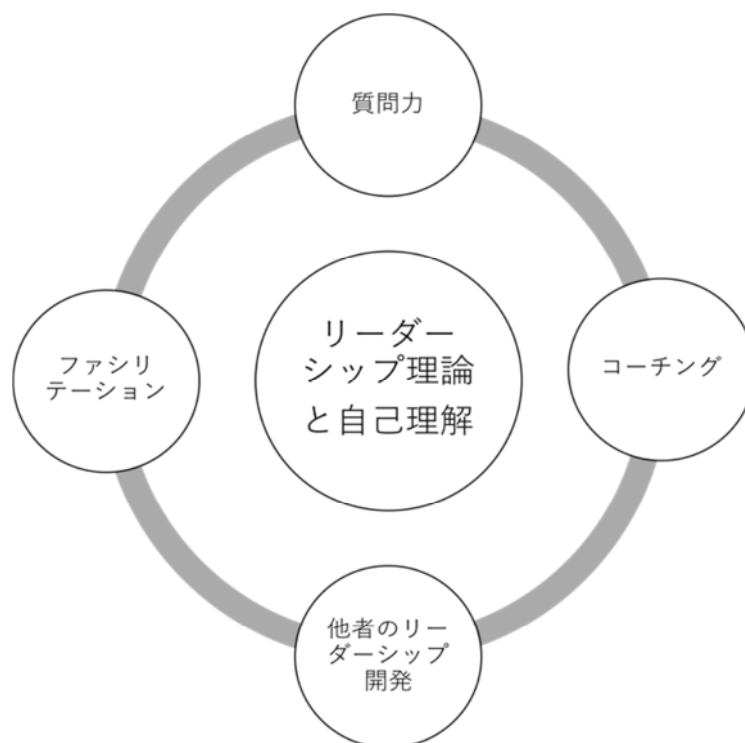 質問力
リーダー
シップ理論
と自己理解
ファシリ
テーション
コーチング
他者のリー
ダーシップ
開発